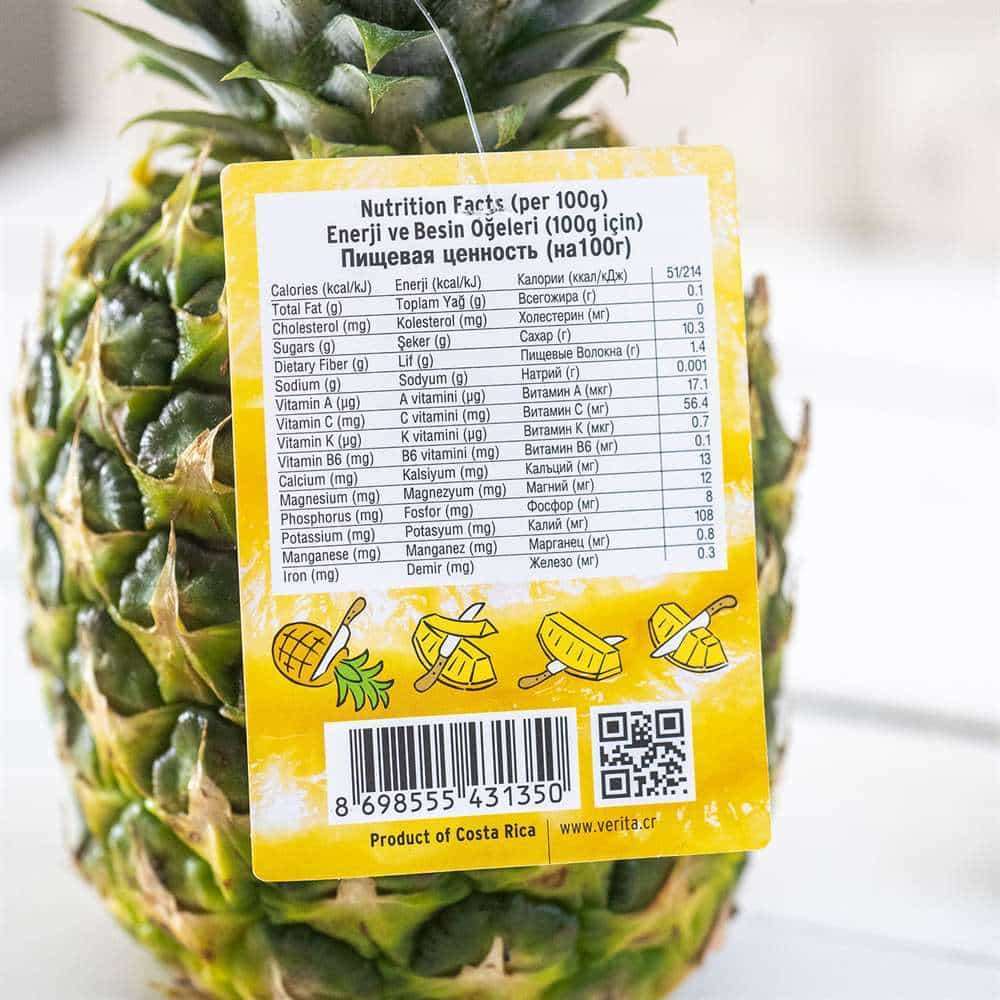 Nutrition Facts (per 100g)
Enerji ve Besin Öğeleri (100g için)
Пищевая ценность (на100г)
Calories (kcal/kJ) Enerji (kcal/kJ) Калории (ккал/кДж) 51/214
Total Fat (g) Toplam Yağ (g) Всегожира (г) 0.1
Cholesterol (mg) Kolesterol (mg) Холестерин (мг) 0
Sugars (g) Şeker (g) Сахар (г) 10.3
Dietary Fiber (g) Lif (g) Пищевые Волокна (г) 1.4
Sodium (g) Sodyum (g) Натрий (г) 0.001
Vitamin A (µg) A vitamini (µg) Витамин А (мкг) 17.1
Vitamin C (mg) C vitamini (mg) Витамин С (мг) 56.4
Vitamin K (µg) K vitamini (µg) Витамин К (мкг) 0.7
Vitamin B6 (mg) B6 vitamini (mg) Витамин В6 (мг) 0.1
Calcium (mg) Kalsiyum (mg) Калъций (мг) 13
Magnesium (mg) Magnezyum (mg) Магний (мг) 12
Phosphorus (mg) Fosfor (mg) Фосфор (мг) 8
Potassium (mg) Potasyum (mg) Калий (мг) 108
Manganese (mg) Manganez (mg) Марганец (мг) 0.8
Iron (mg) Demir (mg) Железо (мг) 0.3
8 698555 431350
Product of Costa Rica www.verita.cr